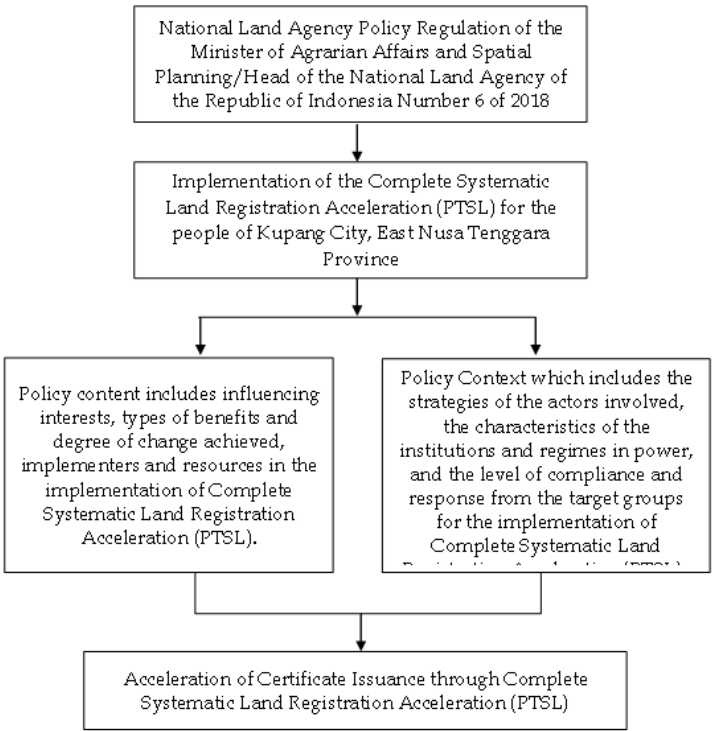 National Land Agency Policy Regulation of the
Minister of Agrarian Affairs and Spatial
Planning/Head of the National Land Agency of
the Republic of Indonesia Number 6 of 2018
Implementation of the Complete Systematic
Land Registration Acceleration (PTSL) for the
people of Kupang City, East Nusa Tenggara
Province
Policy content includes influencing
interests, types of benefits and
degree of change achieved,
implementers and resources in the
implementation of Complete
Systematic Land Registration
Acceleration (PTSL).
Policy Context which includes the
strategies of the actors involved,
the characteristics of the
institutions and regimes in power,
and the level of compliance and
response from the target groups
for the implementation of
Complete Systematic Land
Acceleration of Certificate Issuance through Complete
Systematic Land Registration Acceleration (PTSL)